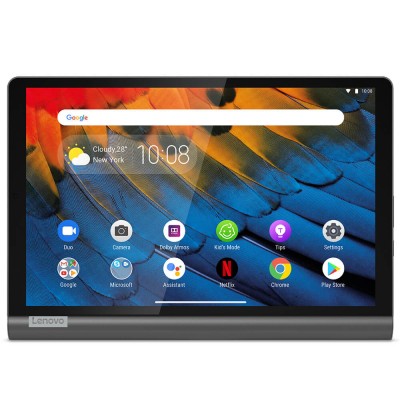 10:08
Google
Cloudy,28°
New York
10:08
Duo
Camera
Dolby Atmos
Kid's Mode
Tips
Settings
Google
Microsoft
Assistant
Netflix
Chrome
Play Store
Lenovo